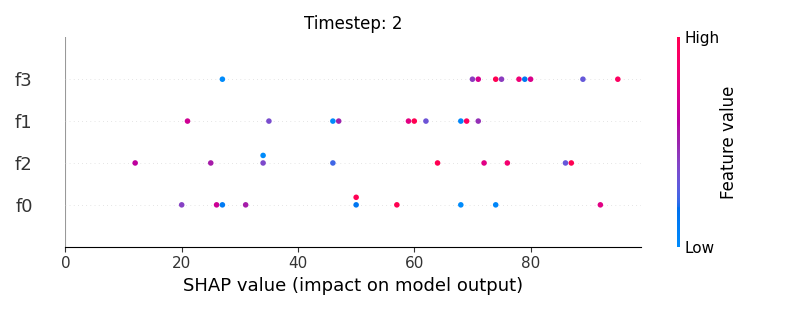 Timestep: 2
High
f3
f1
f2
f0
Feature value
Low
0 20 40 60 80
SHAP value (impact on model output)